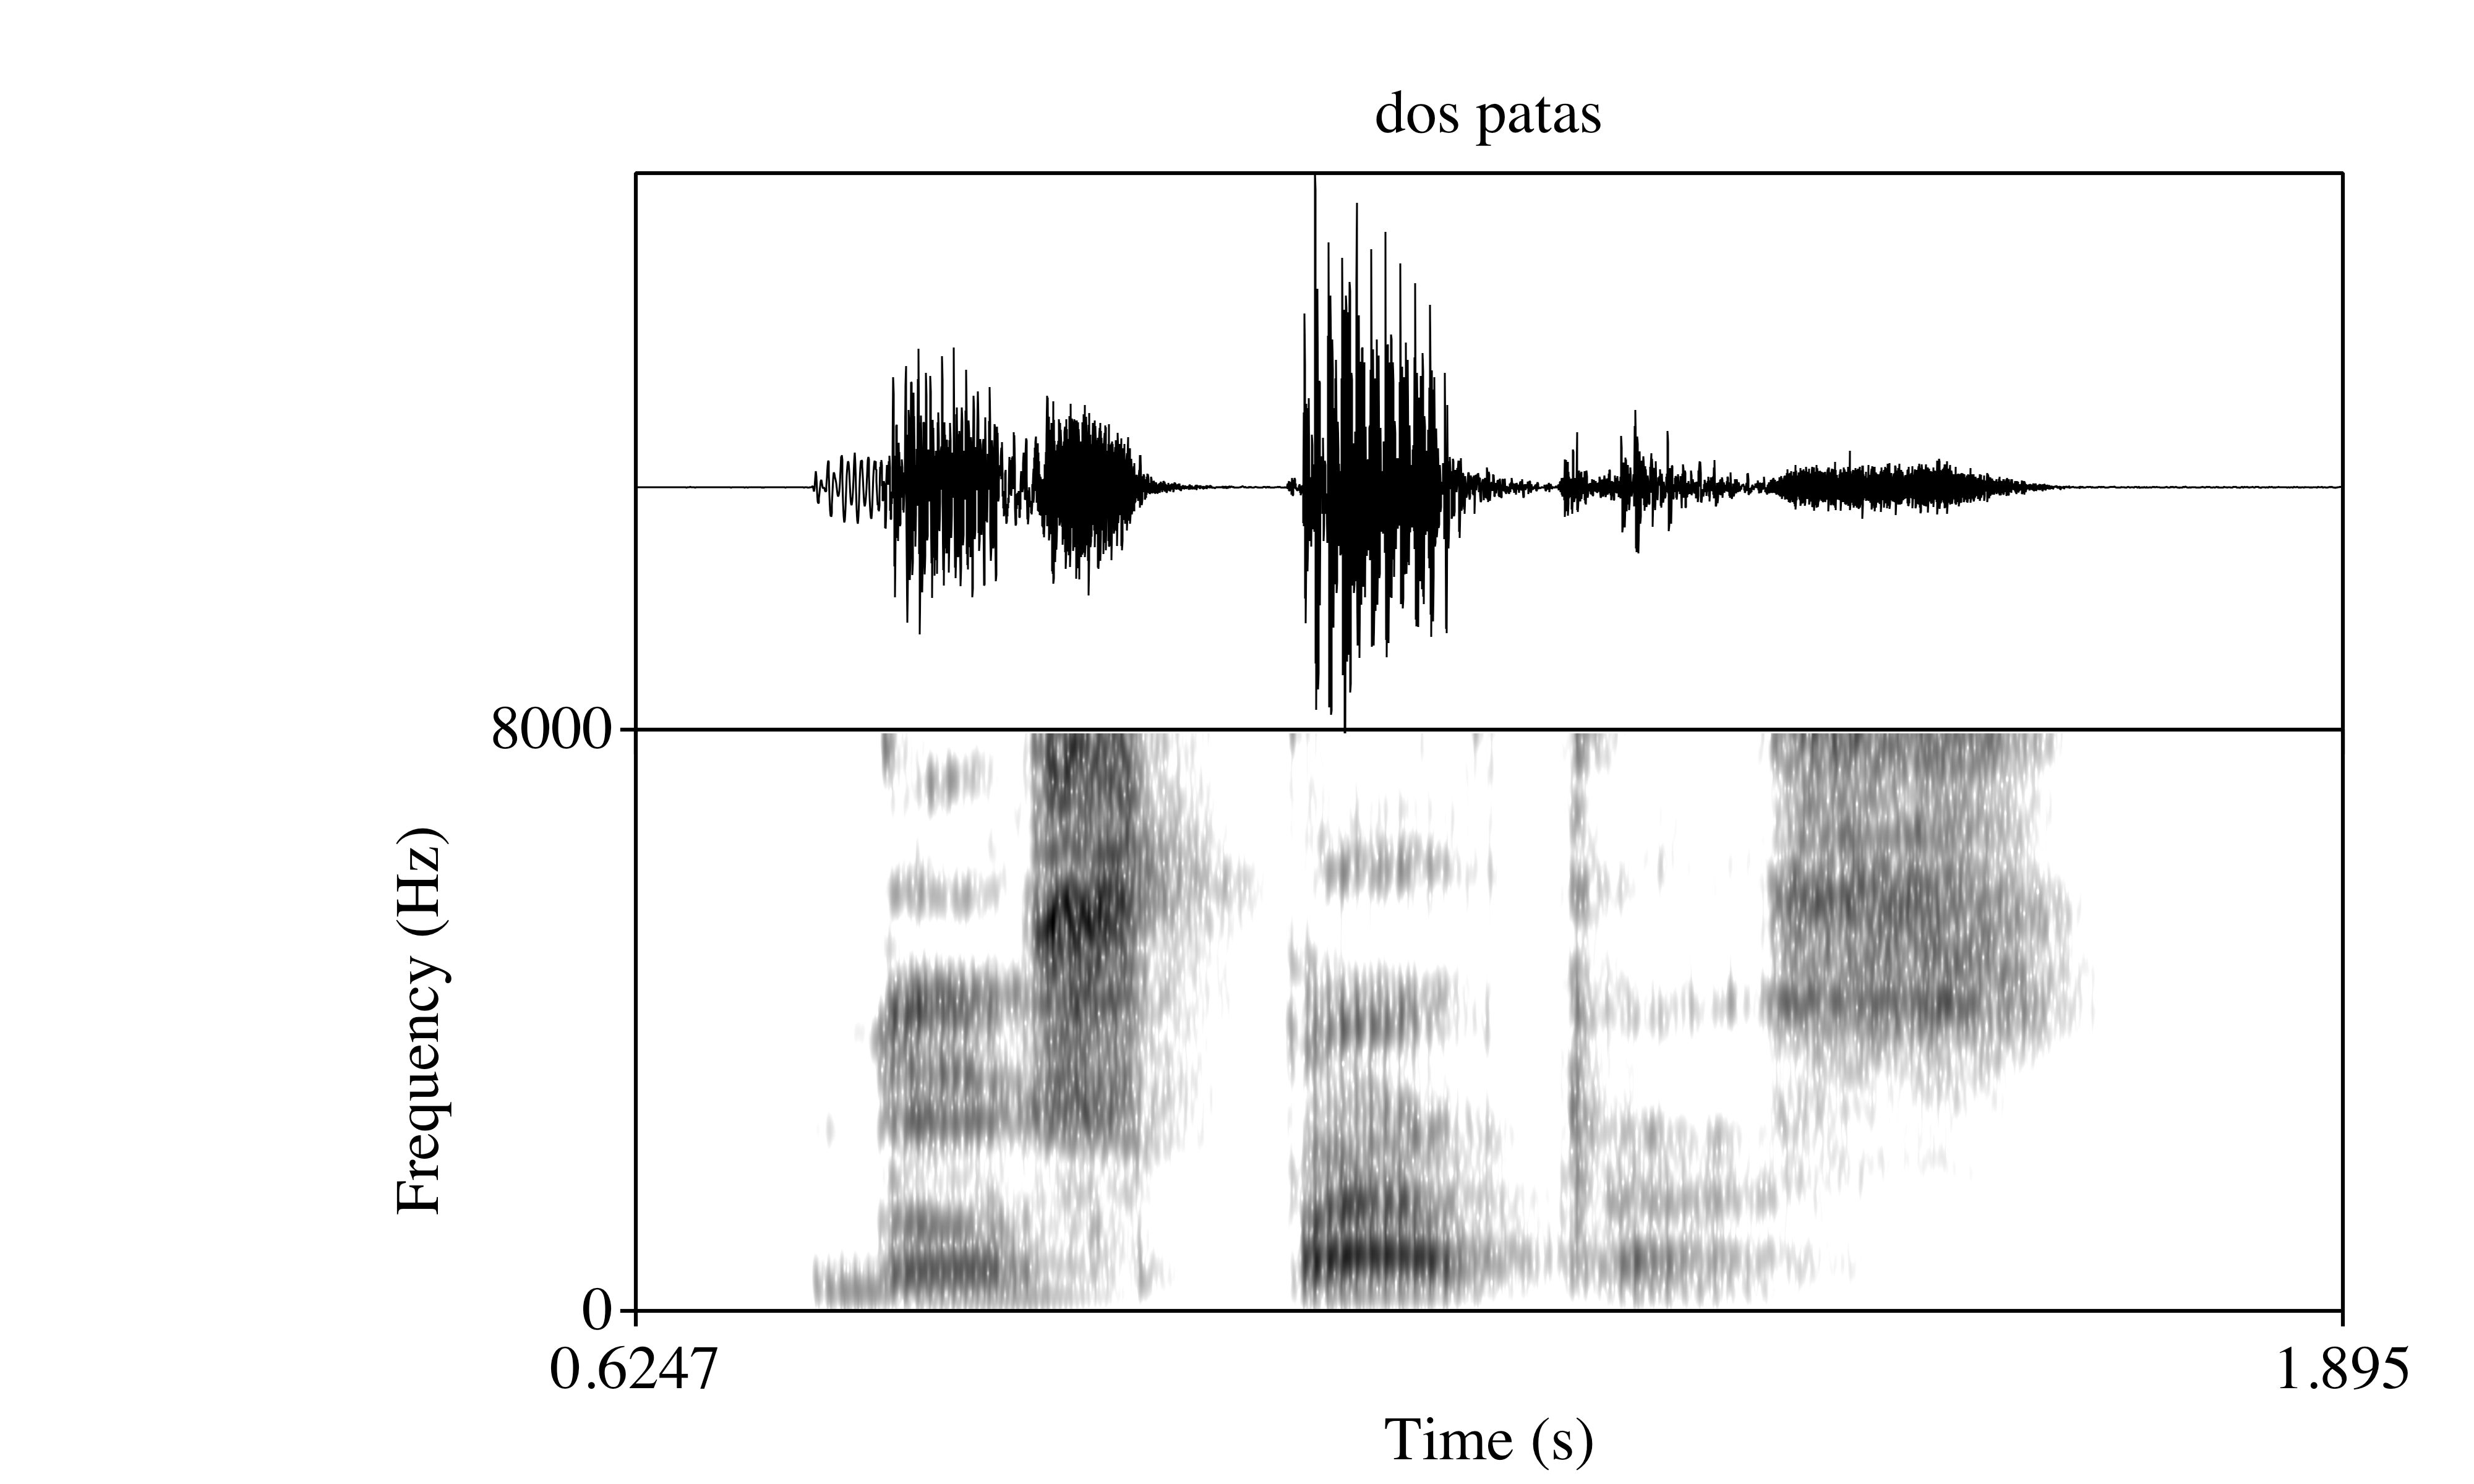 dos patas
8000
Frequency (Hz)
0
0.6247
1.895
Time (s)